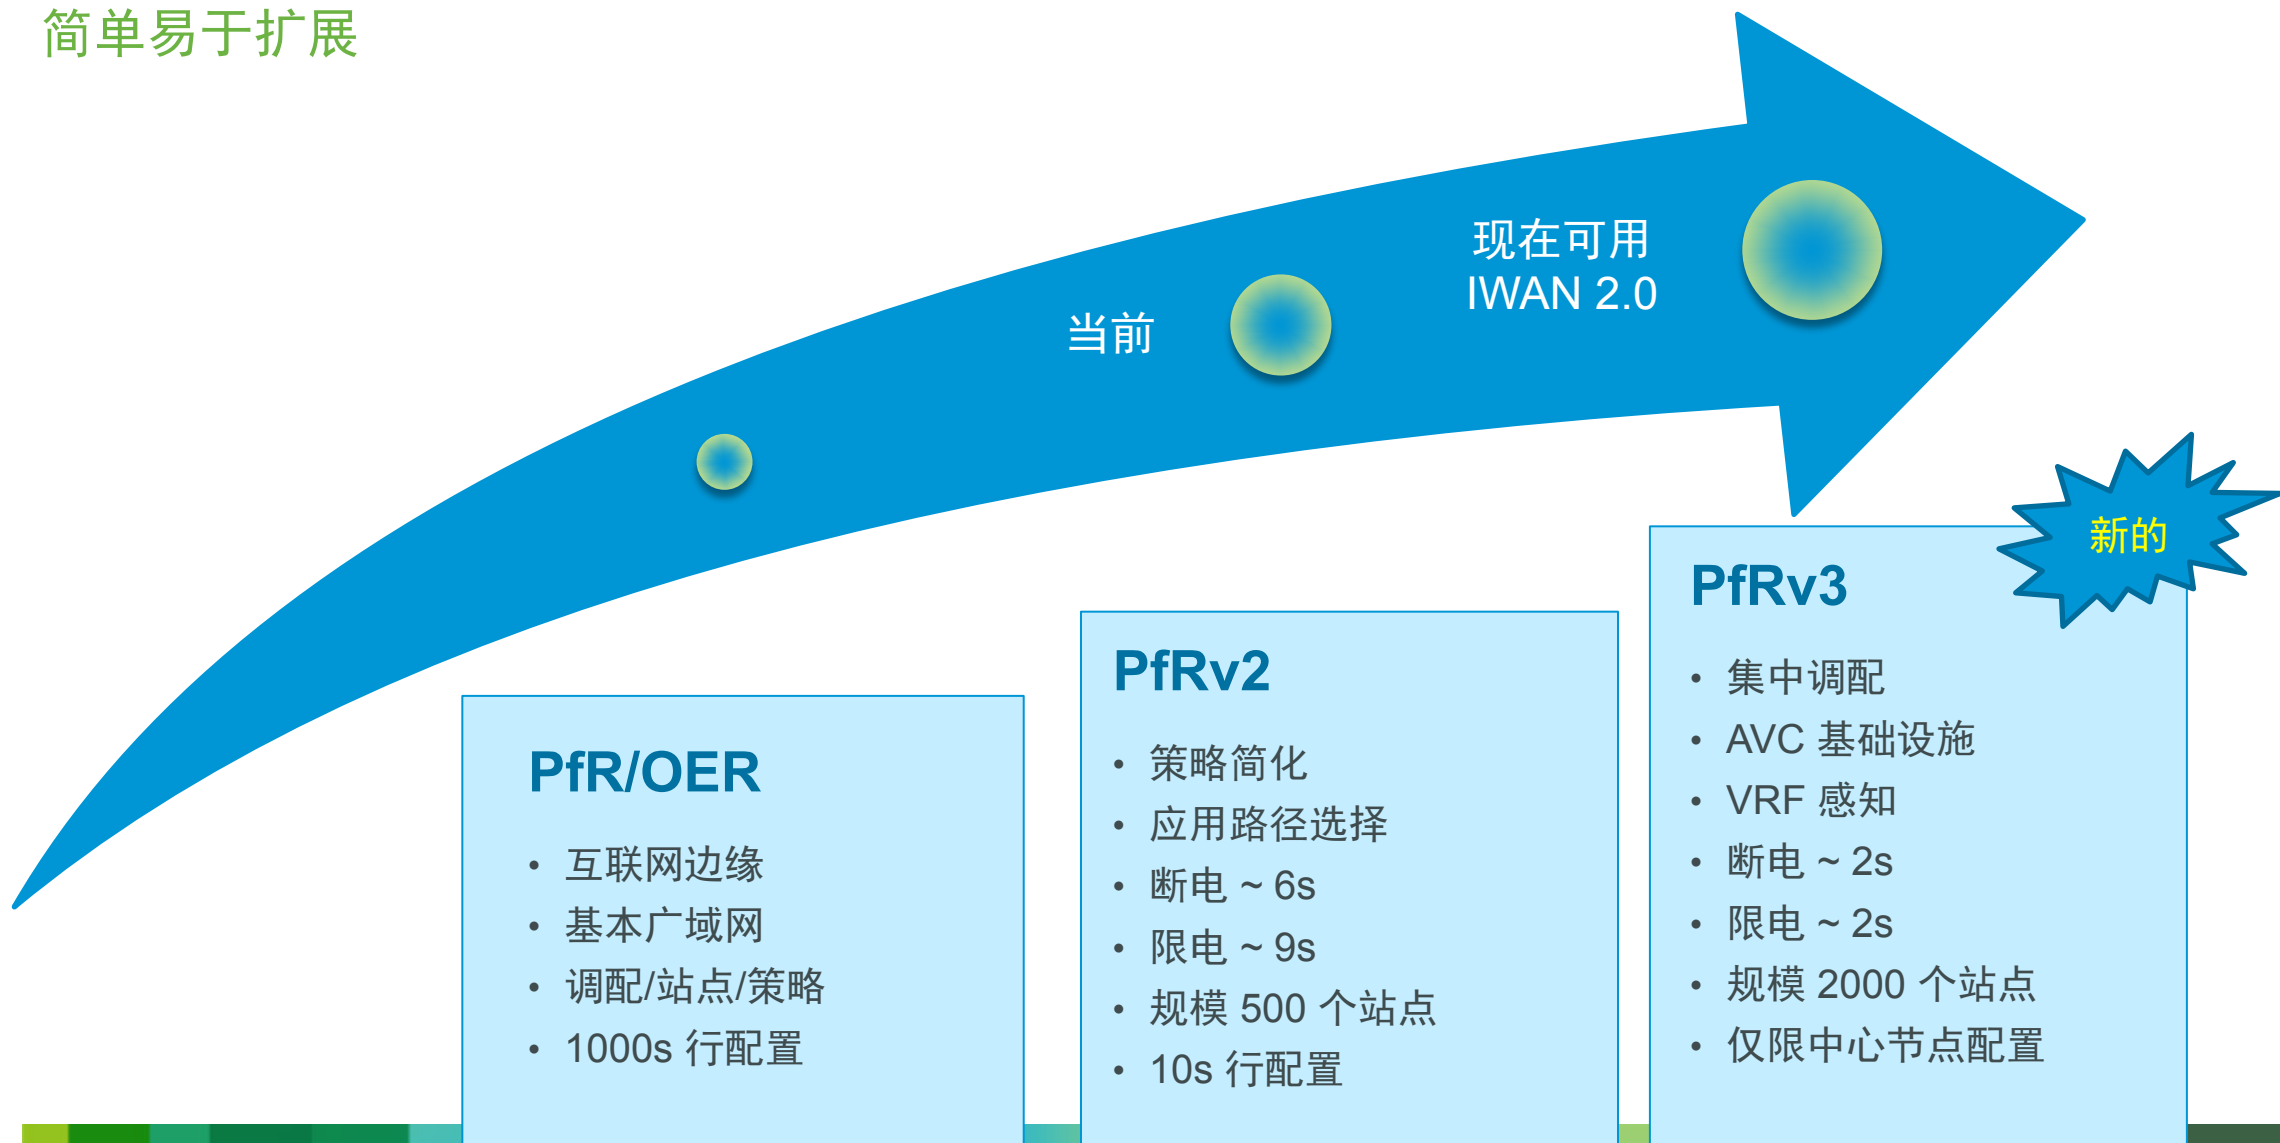 简单易于扩展
当前
现在可用
IWAN 2.0
新的
PfR/OER
• 互联网边缘
• 基本广域网
• 调配/站点/策略
• 1000s 行配置
PfRv2
• 策略简化
• 应用路径选择
• 断电 ~ 6s
• 限电 ~ 9s
• 规模 500 个站点
• 10s 行配置
PfRv3
• 集中调配
• AVC 基础设施
• VRF 感知
• 断电 ~ 2s
• 限电 ~ 2s
• 规模 2000 个站点
• 仅限中心节点配置